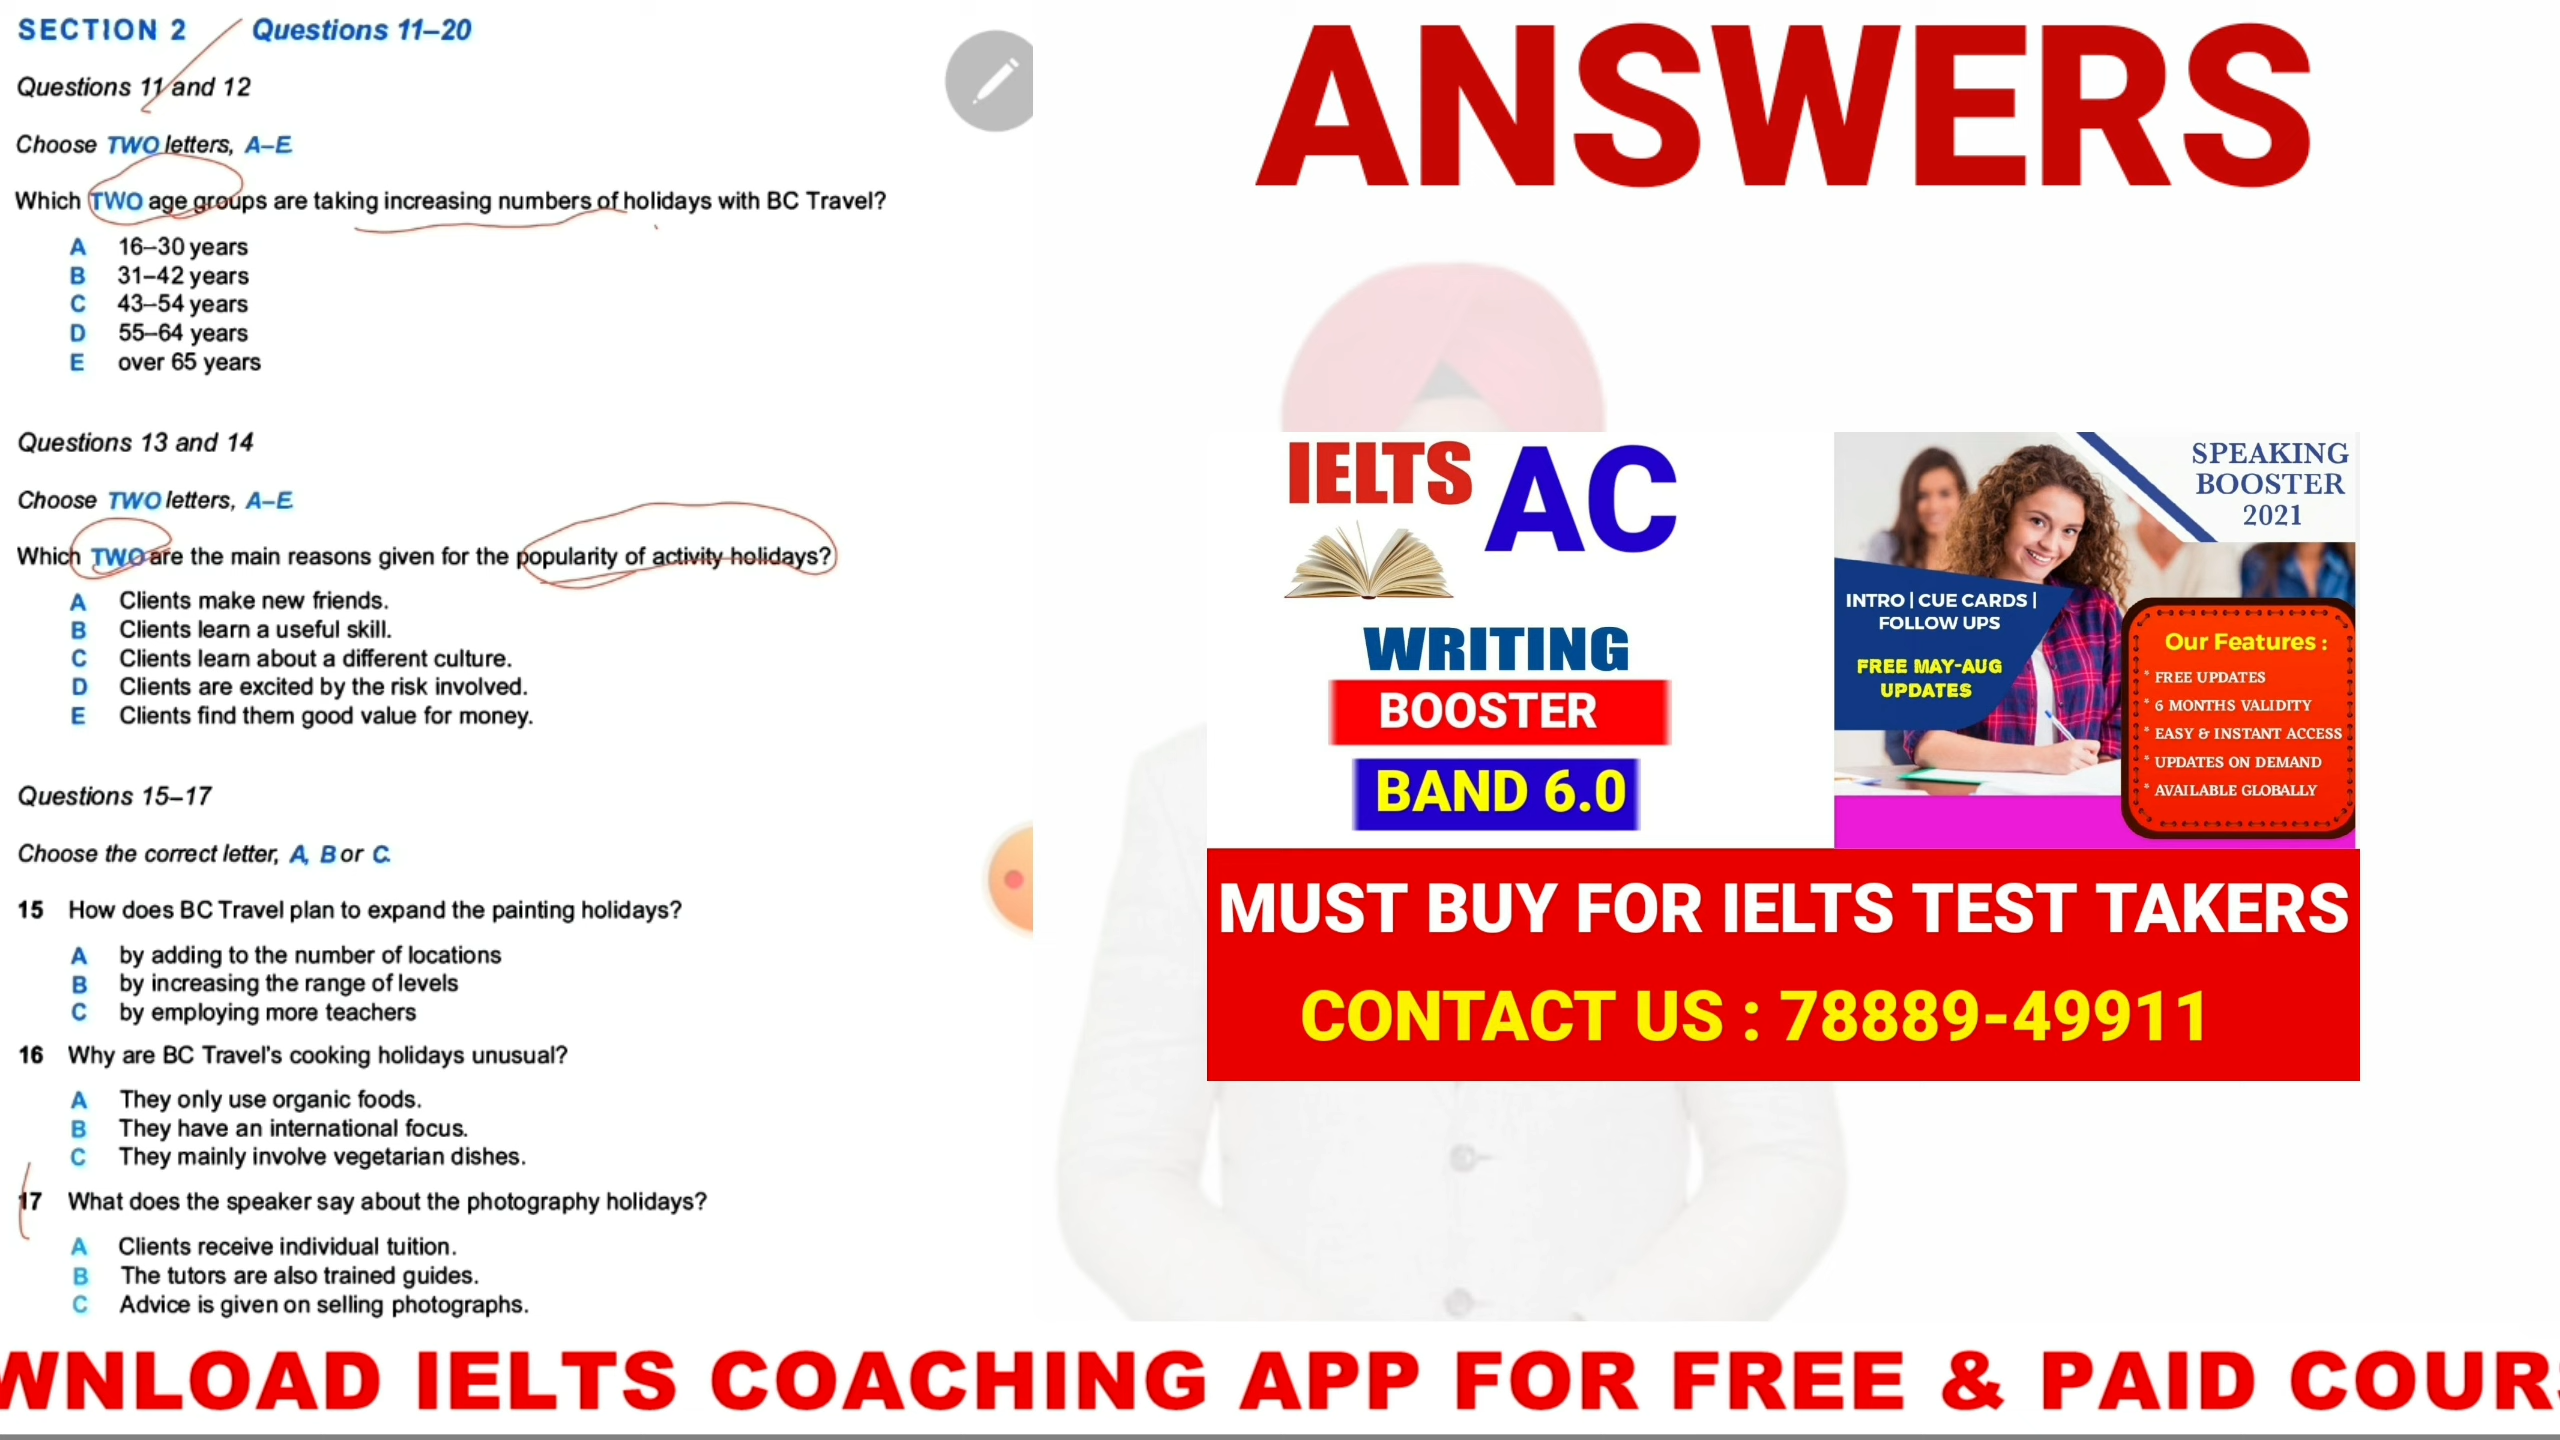 SECTION 2 Questions 11–20
Questions 11 and 12
Choose TWO letters, A–E
Which TWO age groups are taking increasing numbers of holidays with BC Travel?
A 16–30 years
B 31–42 years
C 43–54 years
D 55–64 years
E over 65 years
Questions 13 and 14
Choose TWO letters, A–E
Which TWO are the main reasons given for the popularity of activity holidays?
A Clients make new friends.
B Clients learn a useful skill.
C Clients learn about a different culture.
D Clients are excited by the risk involved.
E Clients find them good value for money.
Questions 15–17
Choose the correct letter, A, B or C.
15 How does BC Travel plan to expand the painting holidays?
A by adding to the number of locations
B by increasing the range of levels
C by employing more teachers
16 Why are BC Travel's cooking holidays unusual?
A They only use organic foods.
B They have an international focus.
C They mainly involve vegetarian dishes.
17 What does the speaker say about the photography holidays?
A Clients receive individual tuition.
B The tutors are also trained guides.
C Advice is given on selling photographs.
ANSWERS
IELTS AC
WRITING
BOOSTER
BAND 6.0
SPEAKING
BOOSTER
2021
INTRO | CUE CARDS |
FOLLOW UPS
FREE MAY-AUG
UPDATES
Our Features :
* FREE UPDATES
* 6 MONTHS VALIDITY
* EASY & INSTANT ACCESS
* UPDATES ON DEMAND
* AVAILABLE GLOBALLY
MUST BUY FOR IELTS TEST TAKERS
CONTACT US : 78889-49911
WNLOAD IELTS COACHING APP FOR FREE & PAID COURS